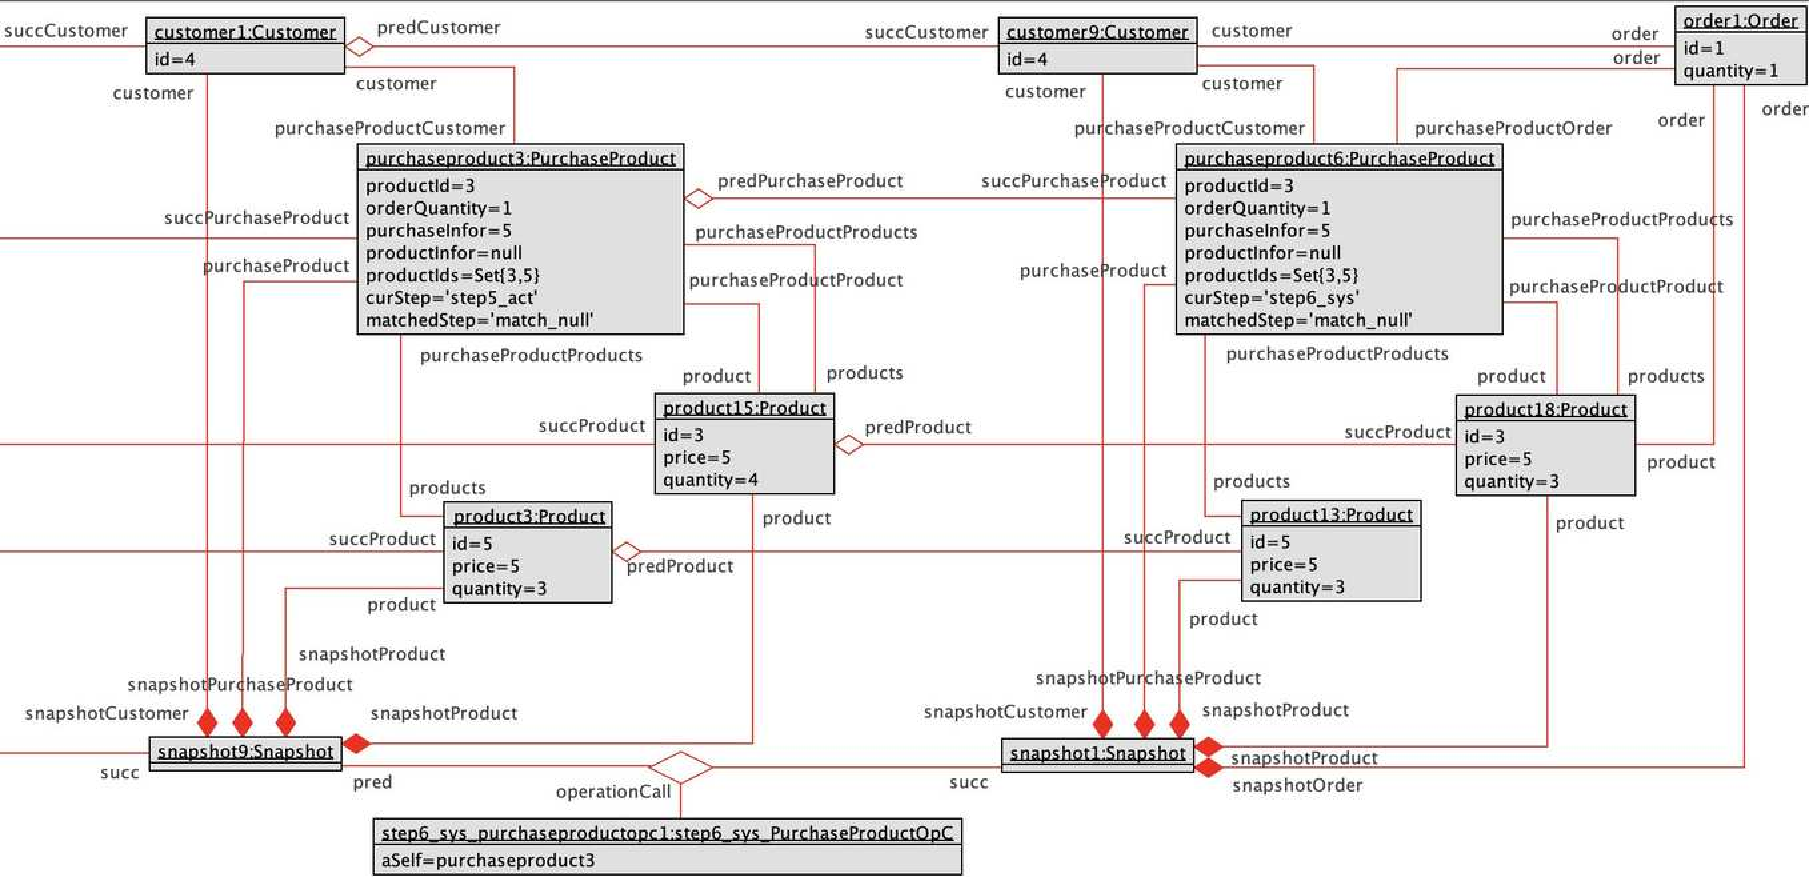 succCustomer
customer1:Customer
id=4
predCustomer
succCustomer
customer9:Customer
id=4
customer
order
order
order1:Order
id=1
quantity=1
customer
customer
customer
customer
order
order
purchaseProductCustomer
purchaseProductCustomer
purchaseProductOrder
purchaseproduct3:PurchaseProduct
productId=3
orderQuantity=1
purchaseInfor=5
productInfor=null
productIds=Set{3,5}
curStep='step5_act'
matchedStep='match_null'
predPurchaseProduct
succPurchaseProduct
purchaseproduct6:PurchaseProduct
productId=3
orderQuantity=1
purchaseInfor=5
productInfor=null
productIds=Set{3,5}
curStep='step6_sys'
matchedStep='match_null'
succPurchaseProduct
purchaseProductProducts
purchaseProductProducts
purchaseProduct
purchaseProductProduct
purchaseProduct
purchaseProductProduct
purchaseProductProducts
purchaseProductProducts
product
products
product
products
succProduct
product15:Product
id=3
price=5
quantity=4
predProduct
succProduct
product18:Product
id=3
price=5
quantity=3
product
products
product
products
product
succProduct
product3:Product
id=5
price=5
quantity=3
predProduct
succProduct
product13:Product
id=5
price=5
quantity=3
product
product
snapshotProduct
snapshotPurchaseProduct
snapshotPurchaseProduct
snapshotCustomer
snapshotProduct
snapshotCustomer
snapshotProduct
snapshot9:Snapshot
snapshot1:Snapshot
snapshotProduct
succ
pred
operationCall
succ
snapshotOrder
step6_sys_purchaseproductopc1:step6_sys_PurchaseProductOpC
aSelf=purchaseproduct3